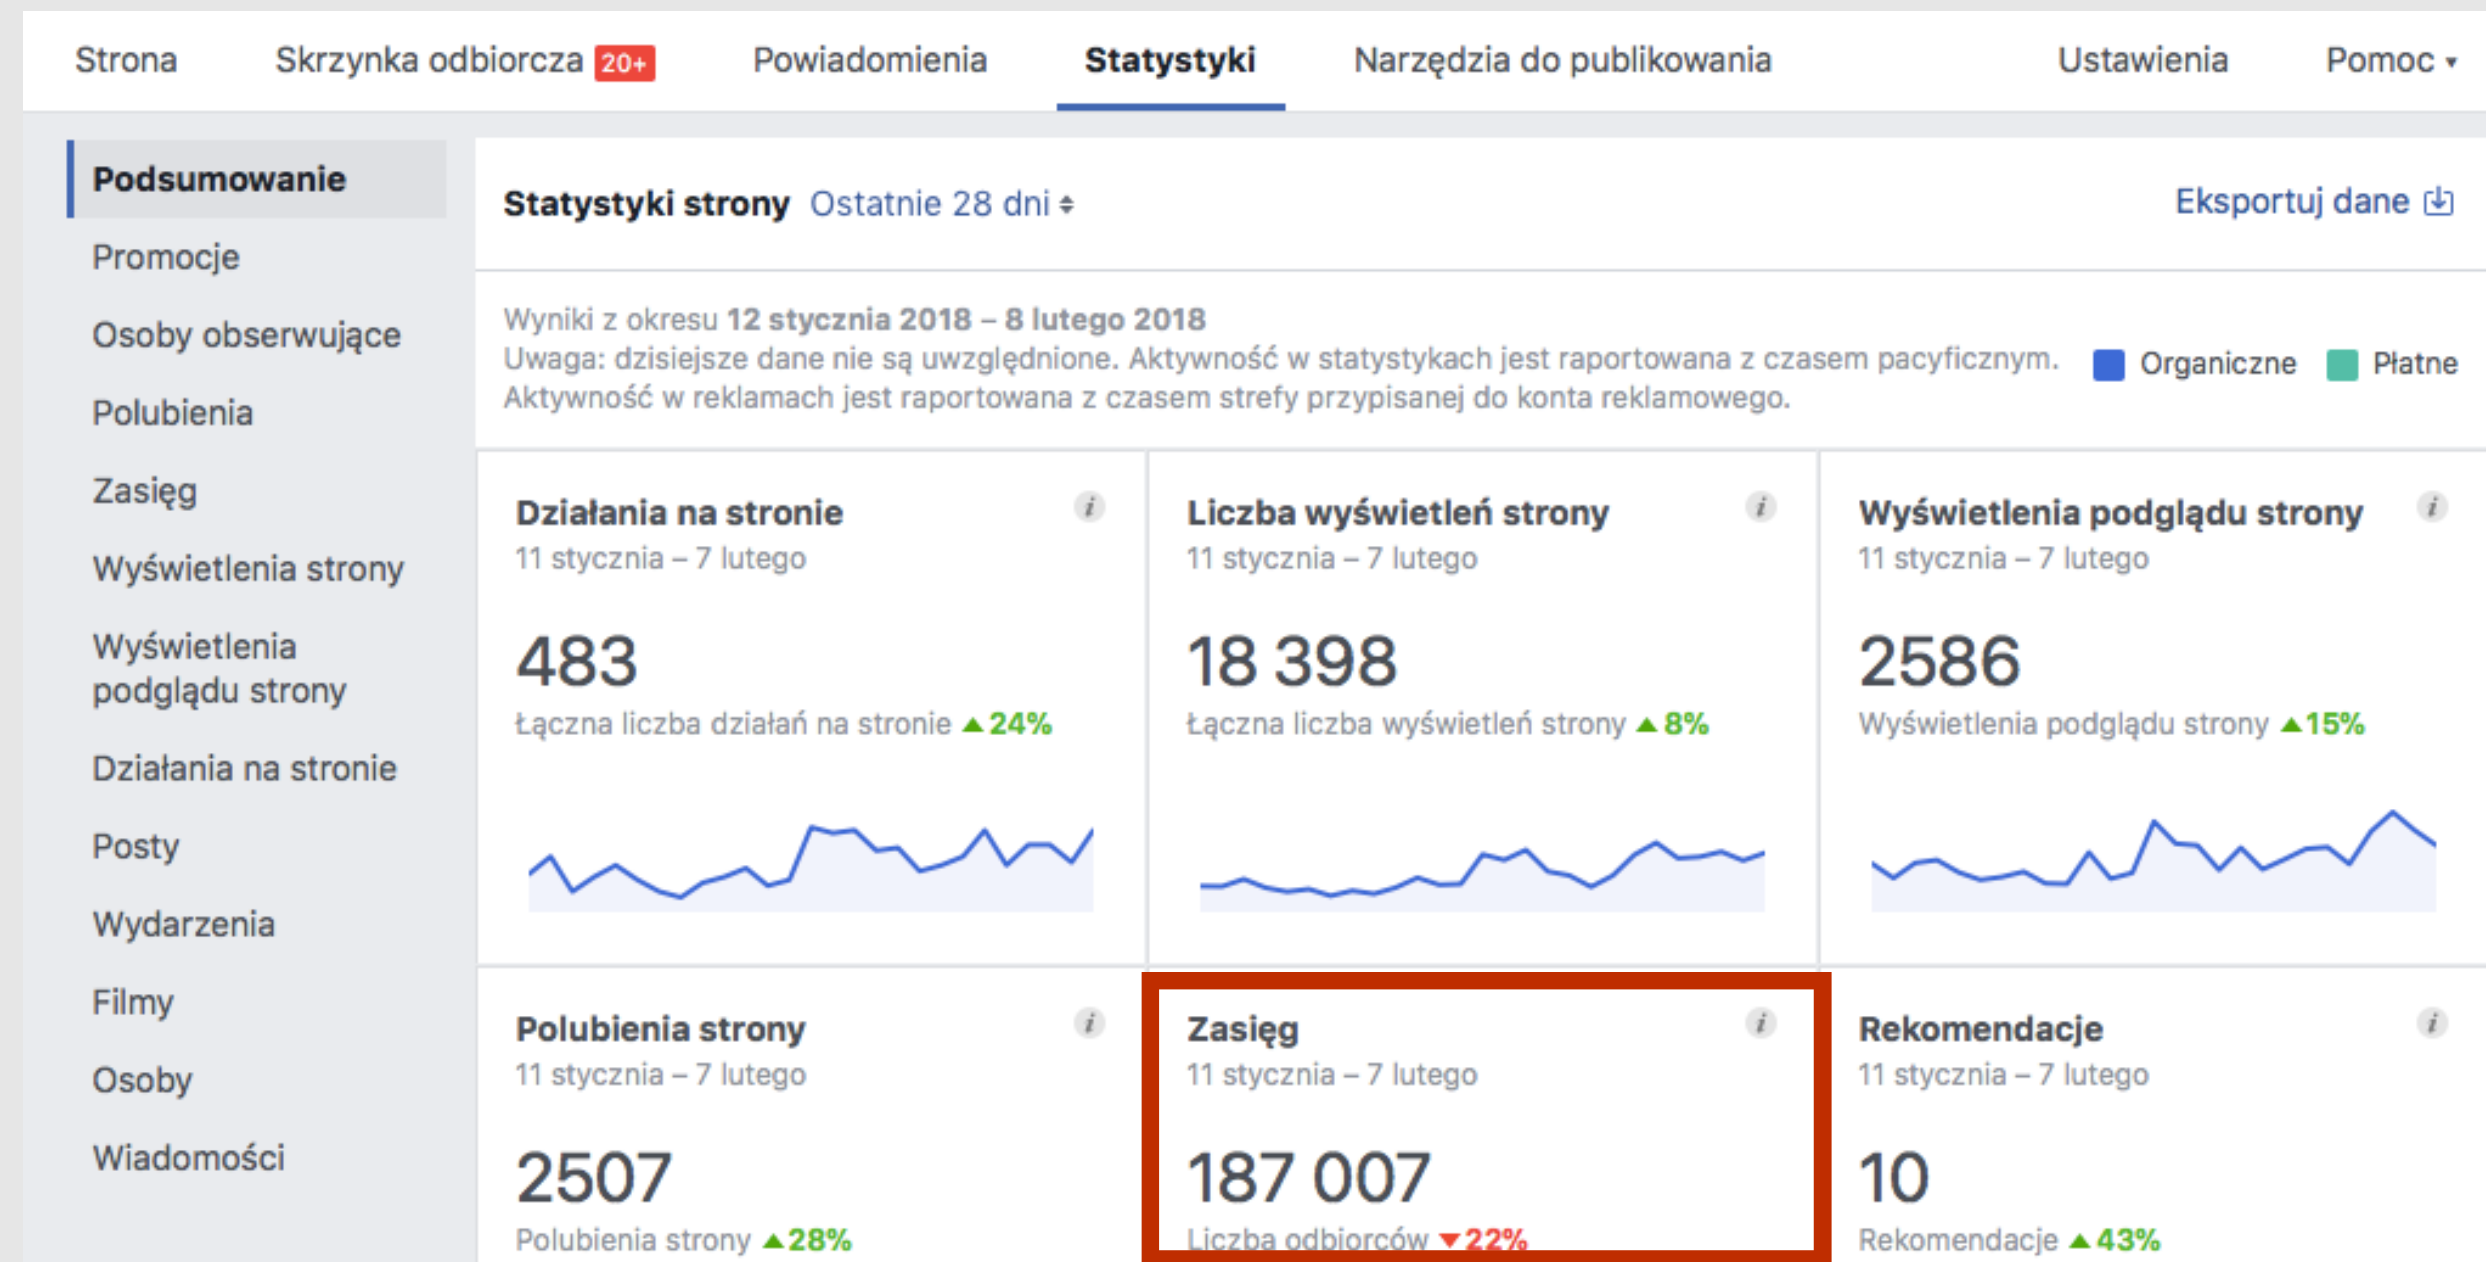 Strona Skrzynka odbiorcza 20+ Powiadomienia Statystyki Narzędzia do publikowania Ustawienia Pomoc
Podsumowanie
Promocje
Osoby obserwujące
Polubienia
Zasięg
Wyświetlenia strony
Wyświetlenia
podglądu strony
Działania na stronie
Posty
Wydarzenia
Filmy
Osoby
Wiadomości
Statystyki strony Ostatnie 28 dni
Eksportuj dane
Wyniki z okresu 12 stycznia 2018 – 8 lutego 2018
Uwaga: dzisiejsze dane nie są uwzględnione. Aktywność w statystykach jest raportowana z czasem pacyficznym.
Aktywność w reklamach jest raportowana z czasem strefy przypisanej do konta reklamowego.
Organiczne Płatne
Działania na stronie
11 stycznia – 7 lutego
483
Łączna liczba działań na stronie ▲24%
Liczba wyświetleń strony
11 stycznia – 7 lutego
18 398
Łączna liczba wyświetleń strony ▲8%
Wyświetlenia podglądu strony
11 stycznia – 7 lutego
2586
Wyświetlenia podglądu strony ▲15%
Polubienia strony
11 stycznia – 7 lutego
2507
Polubienia strony ▲28%
Zasięg
11 stycznia – 7 lutego
187 007
Liczba odbiorców ▼22%
Rekomendacje
11 stycznia – 7 lutego
10
Rekomendacje ▲43%